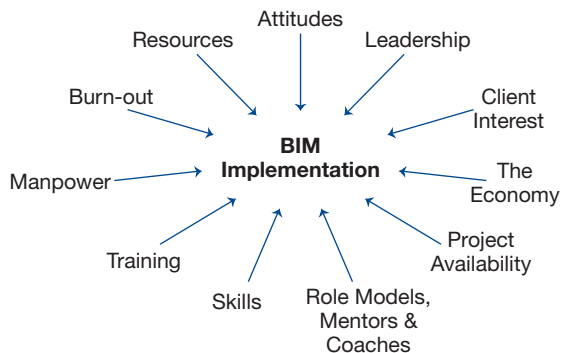 Attitudes
Resources
Leadership
Burn-out
Client
Interest
BIM
Implementation
Manpower
The
Economy
Training
Project
Availability
Skills
Role Models,
Mentors &
Coaches